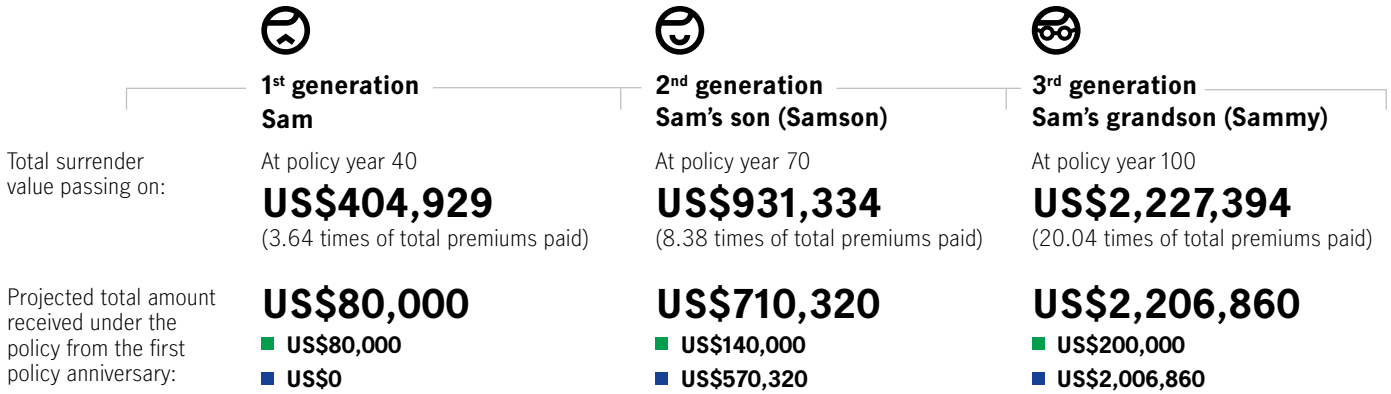 1st generation
Sam
2nd generation
Sam's son (Samson)
3rd generation
Sam's grandson (Sammy)
Total surrender
value passing on:
At policy year 40
US$404,929
(3.64 times of total premiums paid)
At policy year 70
US$931,334
(8.38 times of total premiums paid)
At policy year 100
US$2,227,394
(20.04 times of total premiums paid)
Projected total amount
received under the
policy from the first
policy anniversary:
US$80,000
US$80,000
US$0
US$710,320
US$140,000
US$570,320
US$2,206,860
US$200,000
US$2,006,860